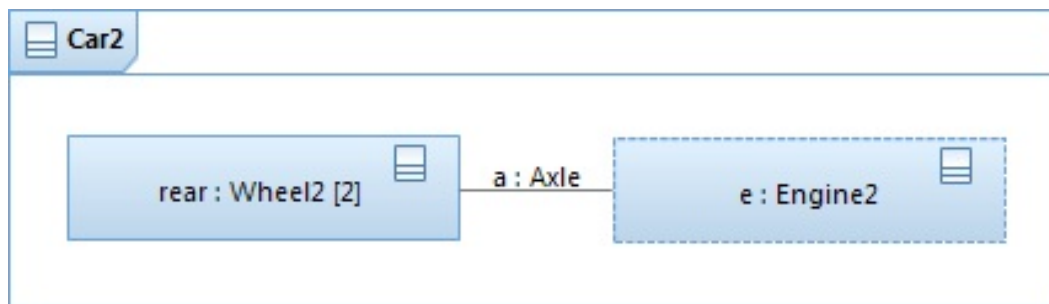 Car2
rear : Wheel2 [2]
a : Axle
e : Engine2